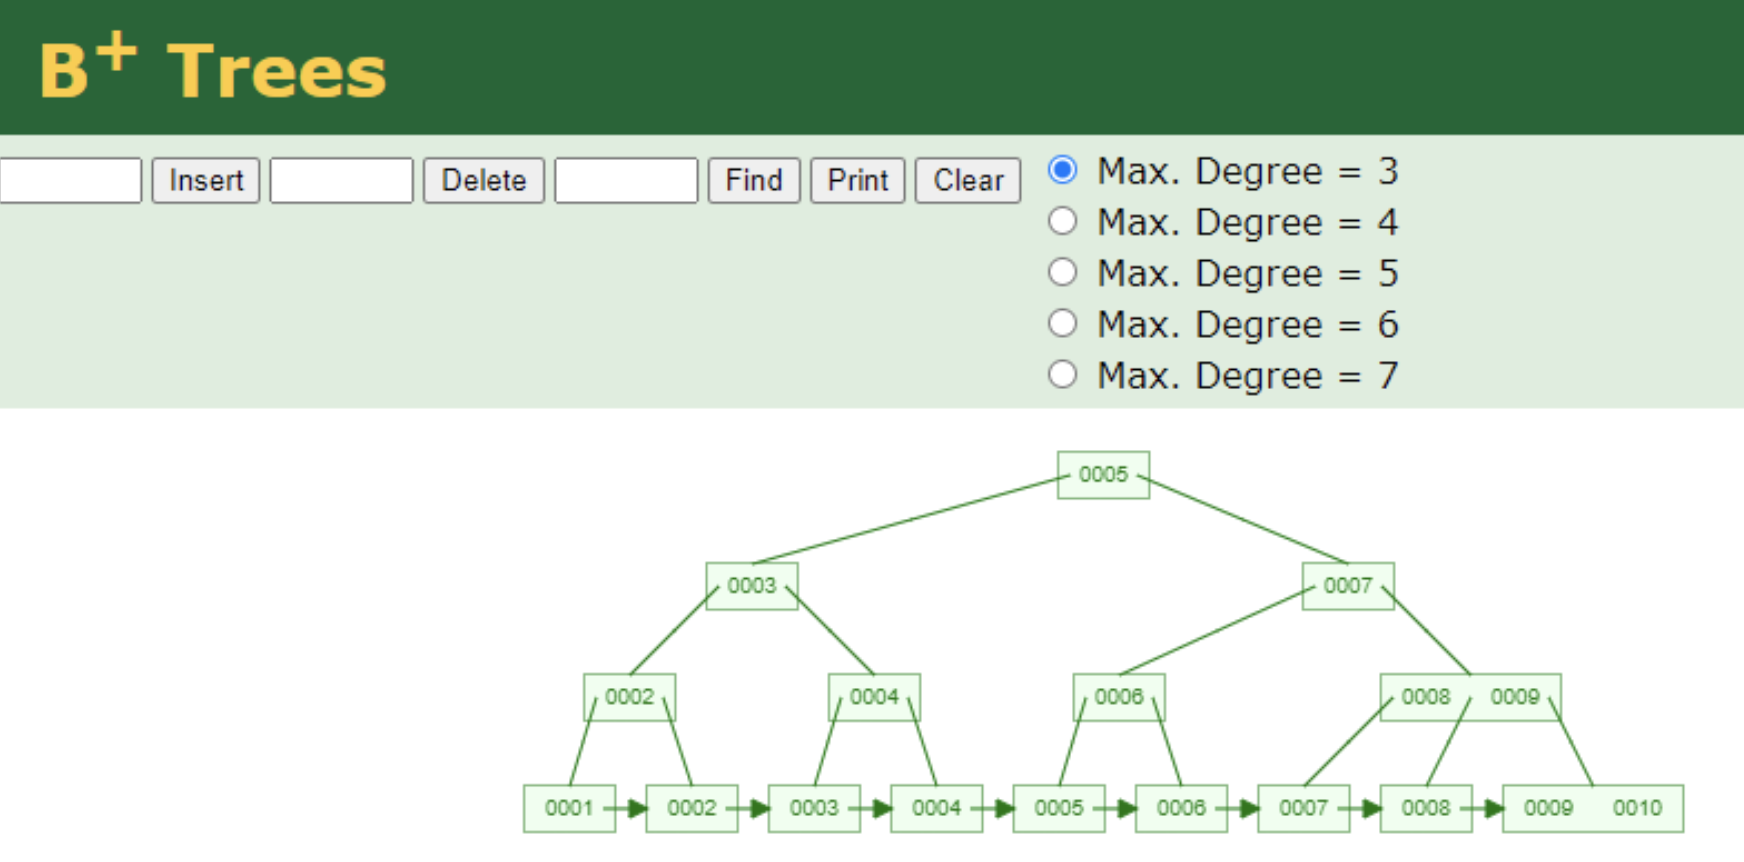 B+ Trees
Insert Delete Find Print Clear
Max. Degree = 3
Max. Degree = 4
Max. Degree = 5
Max. Degree = 6
Max. Degree = 7
0005
0003 0007
0002 0004 0006 0008 0009
0001 0002 0003 0004 0005 0006 0007 0008 0009 0010